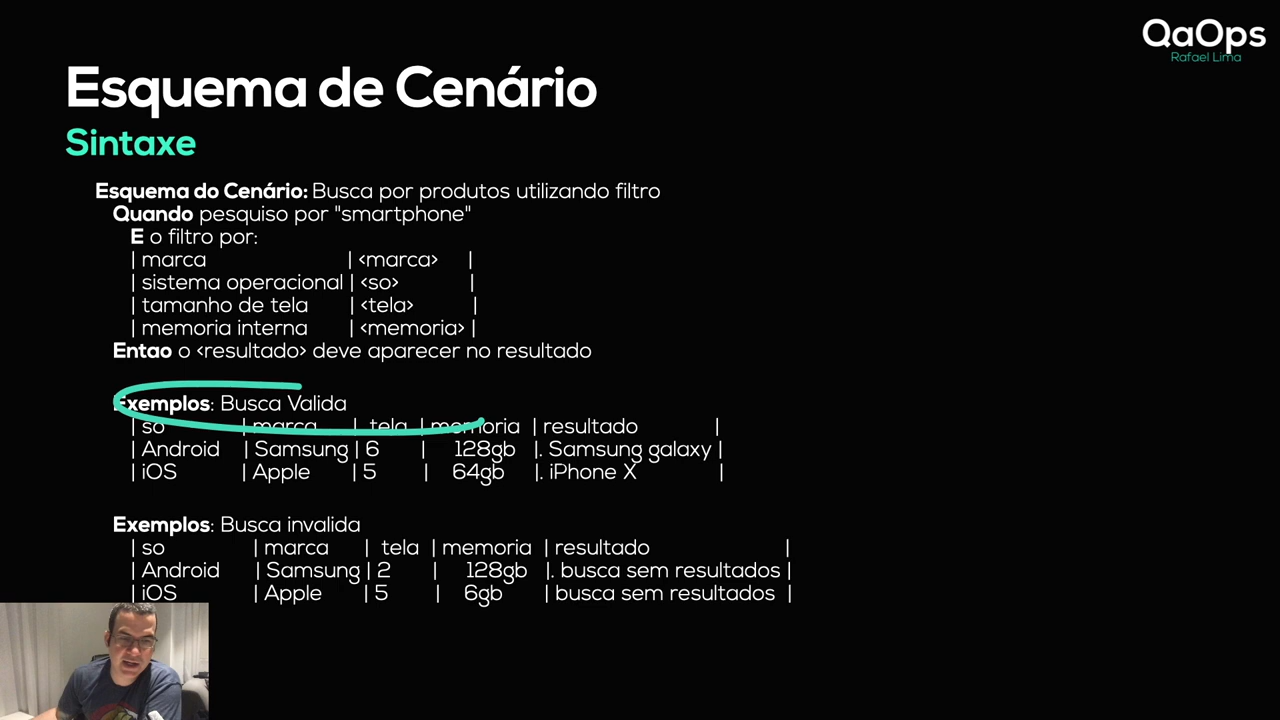 QaOps
Rafael Lima
Esquema de Cenário
Sintaxe
Esquema do Cenário: Busca por produtos utilizando filtro
Quando pesquiso por "smartphone"
E o filtro por:
| marca | <marca> |
| sistema operacional | <so> |
| tamanho de tela | <tela> |
| memoria interna | <memoria> |
Entao o <resultado> deve aparecer no resultado
Exemplos: Busca Valida
| so | marca | tela | memoria | resultado |
| Android | Samsung | 6 | 128gb |. Samsung galaxy |
| iOS | Apple | 5 | 64gb |. iPhone X |
Exemplos: Busca invalida
| so | marca | tela | memoria | resultado |
| Android | Samsung | 2 | 128gb |. busca sem resultados |
| iOS | Apple | 5 | 6gb | busca sem resultados |